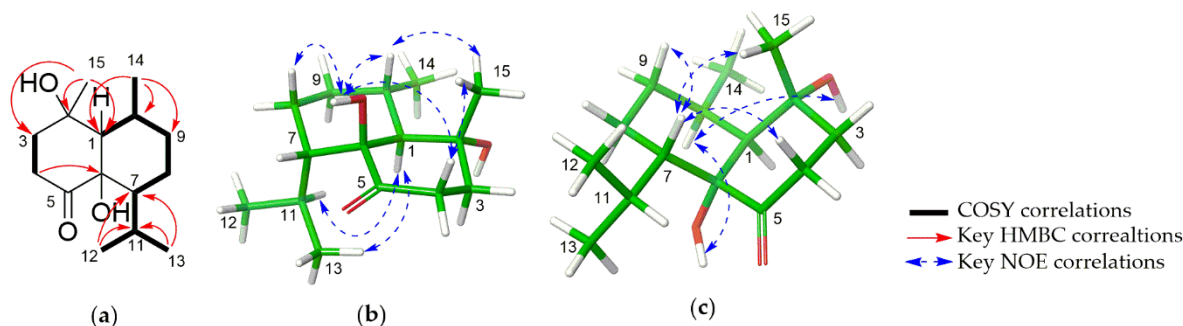 15 14
HO
H
3 1 9
5 7
OH
O
11
12 13
(a)
9 14 15
7
1
5 3
12 11
13
(b)
15
9
14
3
12 1
11 7
5
13
(c)
COSY correlations
Key HMBC correaltions
Key NOE correlations